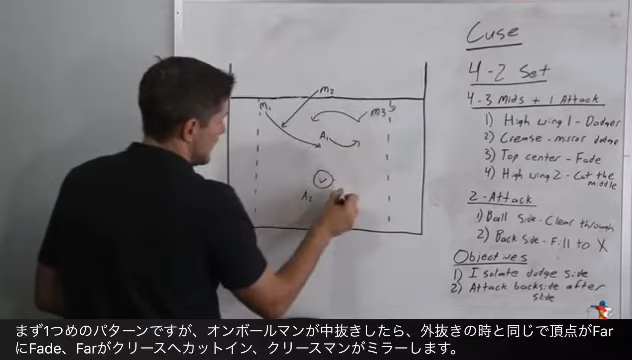 Cuse
4-2 Set
4-3 Mids + 1 Attack
1) High wing 1 - Dodger
2) Crease - mirror dodge
3) Top center - Fade
4) High wing 2 - Cut the
middle
2-Attack
1) Ball side - Clear through
2) Back side - Fill to X
Objectives
1) Isolate dodge side
2) Attack backside after
slide
M2
M1
M3
A1
A2
まず1つめのパターンですが、オンボールマンが中抜きしたら、外抜きの時と同じで頂点がFar
にFade、Farがクリースへカットイン、クリースマンがミラーします。